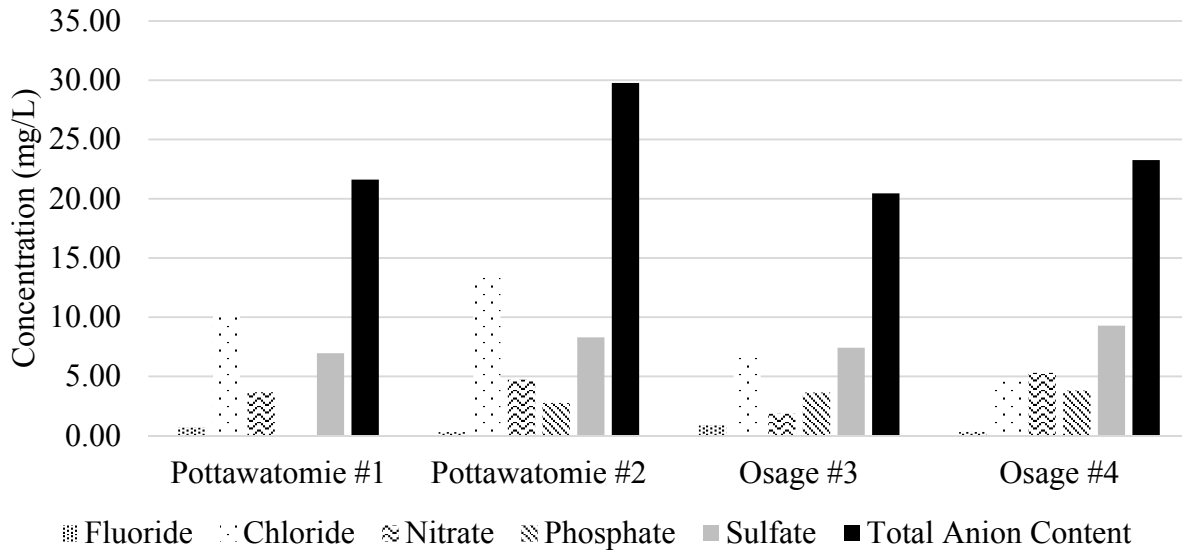 35.00
30.00
25.00
20.00
15.00
10.00
5.00
0.00
Concentration (mg/L)
Pottawatomie #1 Pottawatomie #2 Osage #3 Osage #4
Fluoride Chloride Nitrate Phosphate Sulfate Total Anion Content